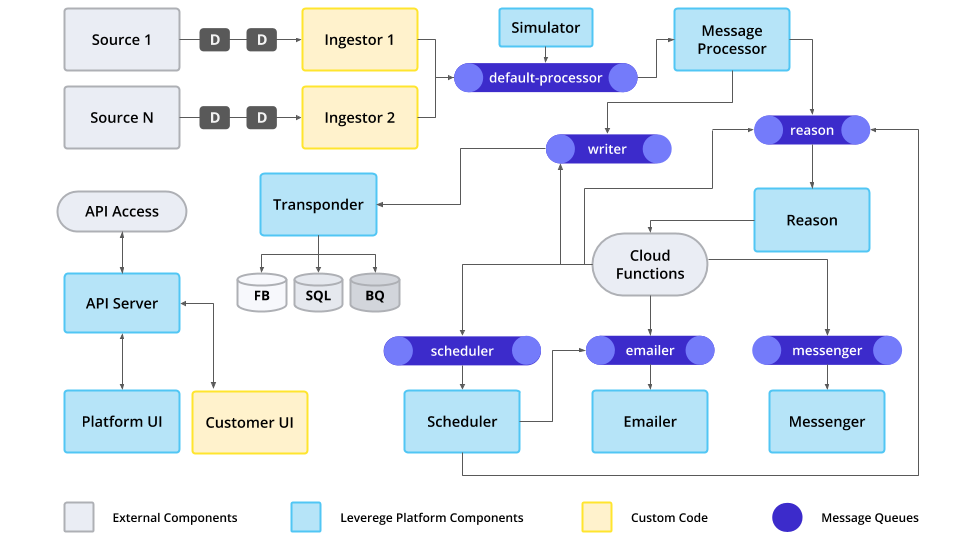 Source 1
D
D
Ingestor 1
Simulator
Message
Processor
default-processor
Source N
D
D
Ingestor 2
reason
writer
API Access
Transponder
Reason
Cloud
Functions
API Server
FB
SQL
BQ
scheduler
emailer
messenger
Platform UI
Customer UI
Scheduler
Emailer
Messenger
External Components
Leverege Platform Components
Custom Code
Message Queues